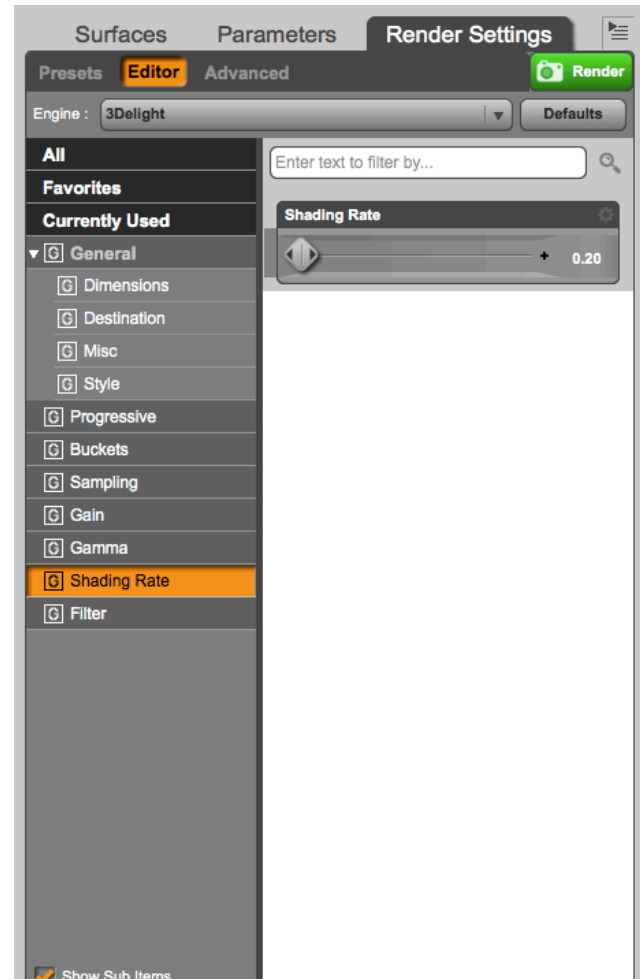 Surfaces Parameters Render Settings
Presets Editor Advanced Render
Engine : 3Delight Defaults
All
Favorites
Currently Used
G General
G Dimensions
G Destination
G Misc
G Style
G Progressive
G Buckets
G Sampling
G Gain
G Gamma
G Shading Rate
G Filter
Show Sub Items
Enter text to filter by...
Shading Rate
0.20